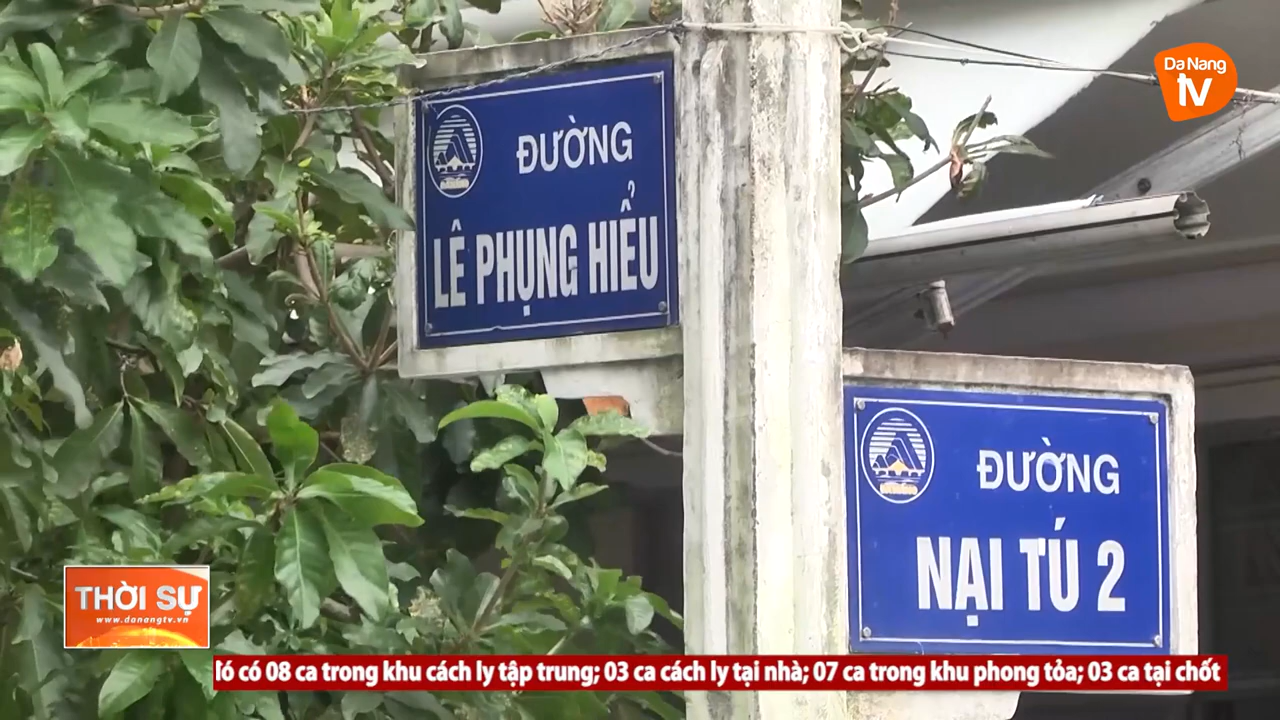 Da Nang
tv
ĐƯỜNG
LÊ PHỤNG HIỂU
ĐƯỜNG
NẠI TÚ 2
THỜI SỰ
www.danangtv.vn
có 08 ca trong khu cách ly tập trung; 03 ca cách ly tại nhà; 07 ca trong khu phong tỏa; 03 ca tại chốt